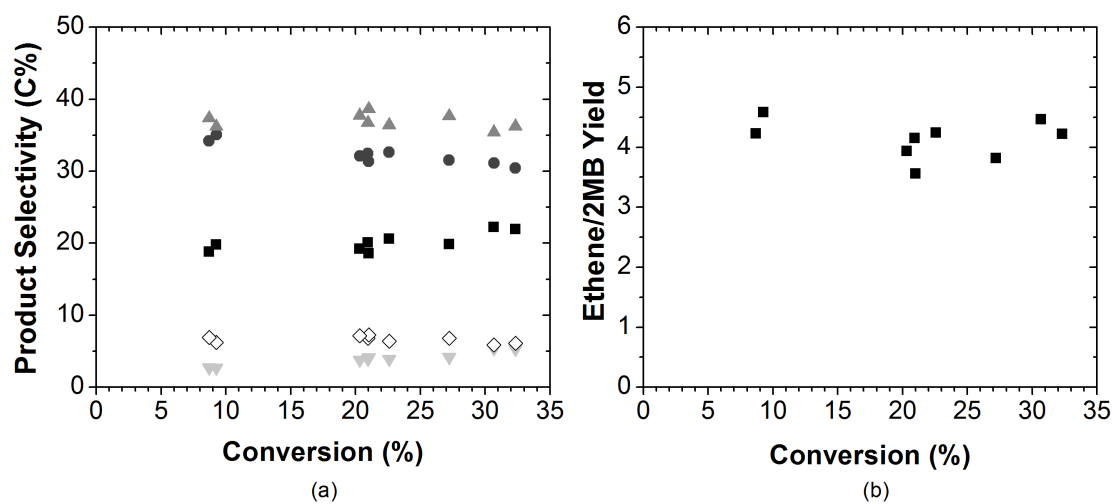 Product Selectivity (C%)
50
40
30
20
10
0
0 5 10 15 20 25 30 35
Conversion (%)
(a)
Ethene/2MB Yield
6
5
4
3
2
1
0
0 5 10 15 20 25 30 35
Conversion (%)
(b)